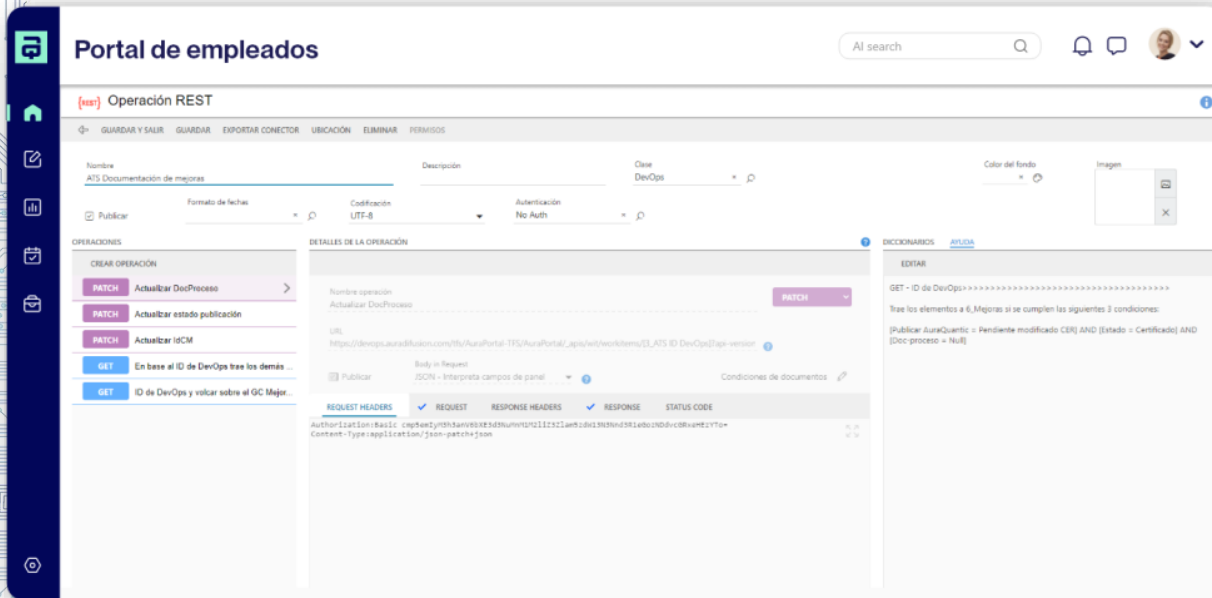 Portal de empleados
AI search
{REST} Operación REST
GUARDAR Y SALIR GUARDAR EXPORTAR CONECTOR UBICACIÓN ELIMINAR PERMISOS
Nombre Descripción Clase Color del fondo Imagen
ATS Documentación de mejoras DevOps
Formato de fechas Codificación Autenticación
Publicar UTF-8 No Auth
OPERACIONES DETALLES DE LA OPERACIÓN DICCIONARIOS AYUDA
CREAR OPERACIÓN EDITAR
PATCH Actualizar DocProceso
PATCH Actualizar estado publicación
PATCH Actualizar IdCM
GET En base al ID de DevOps trae los demás ...
GET ID de DevOps y volcar sobre el GC Mejor...
Nombre operación
Actualizar DocProceso PATCH
URL
Publicar
Body in Request
JSON - Interpreta campos de panel
Condiciones de documentos
REQUEST HEADERS REQUEST RESPONSE HEADERS RESPONSE STATUS CODE
Authorization:Basic
Content-Type:application/json-patch+json
GET - ID de DevOps>>>>>>>>>>>>>>>>>>>>>>>>>>>>>>>>>>>>
Trae los elementos a 6_Mejoras si se cumplen las siguientes 3 condiciones:
[Publicar AuraQuantic = Pendiente modificado CER] AND [Estado = Certificado] AND
[Doc-proceso = Null]